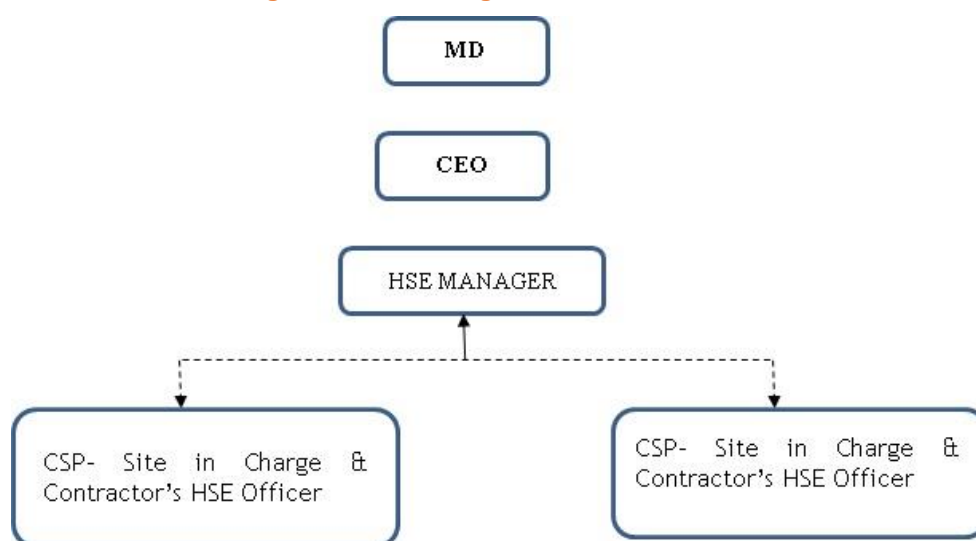 MD
CEO
HSE MANAGER
CSP- Site in Charge &
Contractor's HSE Officer
CSP- Site in Charge &
Contractor's HSE Officer